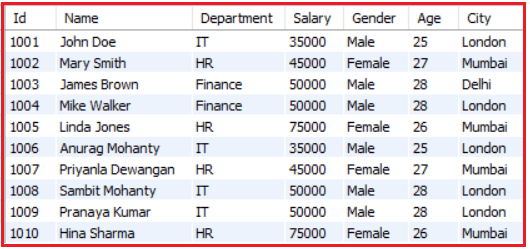 Id Name Department Salary Gender Age City
1001 John Doe IT 35000 Male 25 London
1002 Mary Smith HR 45000 Female 27 Mumbai
1003 James Brown Finance 50000 Male 28 Delhi
1004 Mike Walker Finance 50000 Male 28 London
1005 Linda Jones HR 75000 Female 26 Mumbai
1006 Anurag Mohanty IT 35000 Male 25 London
1007 Priyanla Dewangan HR 45000 Female 27 Mumbai
1008 Sambit Mohanty IT 50000 Male 28 London
1009 Pranaya Kumar IT 50000 Male 28 London
1010 Hina Sharma HR 75000 Female 26 Mumbai